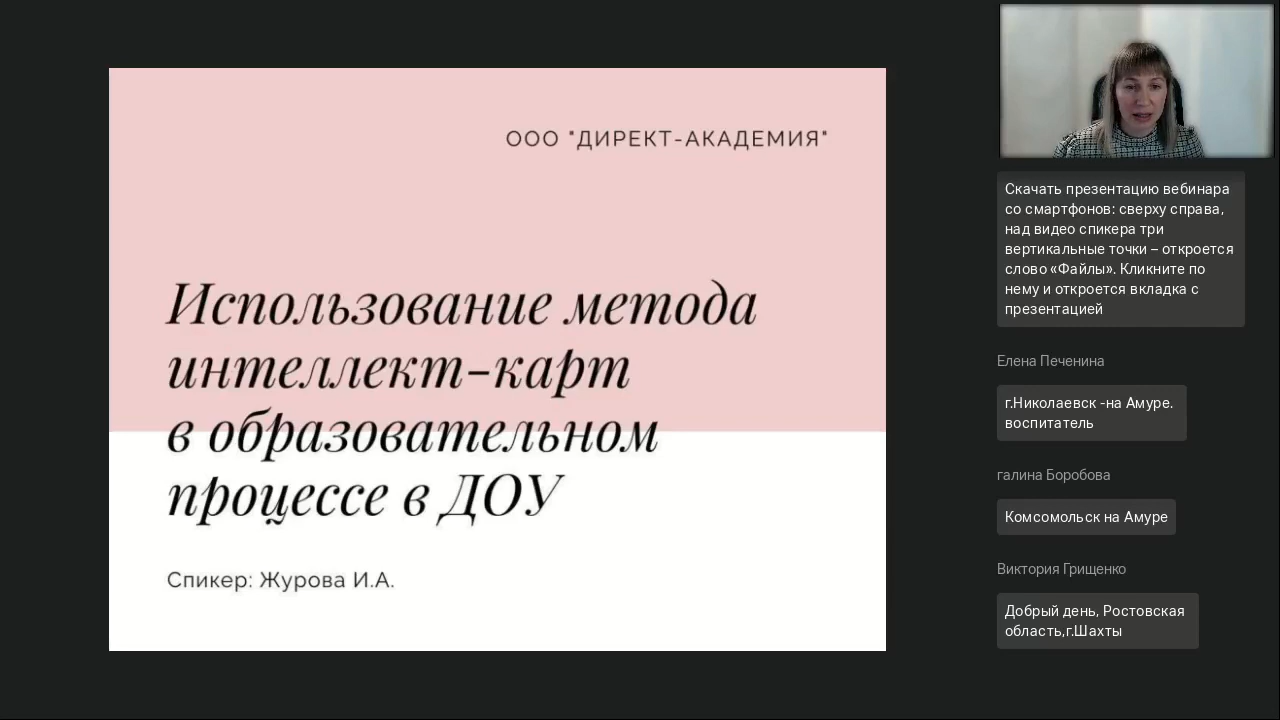 ООО "ДИРЕКТ-АКАДЕМИЯ"
Использование метода
интеллект-карт
в образовательном
процессе в ДОУ
Спикер: Журова И.А.
Скачать презентацию вебинара
со смартфонов: сверху справа,
над видео спикера три
вертикальные точки – откроется
слово «Файлы». Кликните по
нему и откроется вкладка с
презентацией
Елена Печенина
г.Николаевск -на Амуре.
воспитатель
галина Боробова
Комсомольск на Амуре
Виктория Грищенко
Добрый день, Ростовская
область,г.Шахты